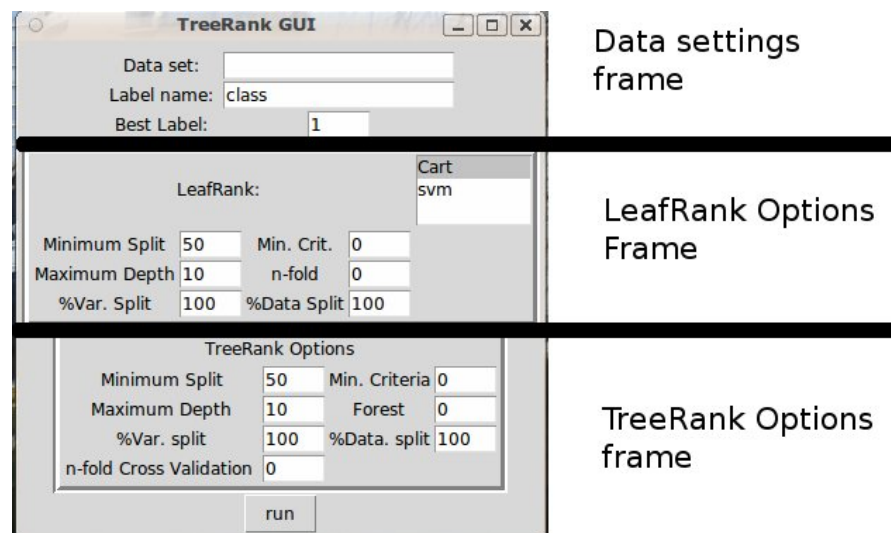 TreeRank GUI
Data set:
Label name: class
Best Label: 1
Data settings
frame
LeafRank:
Cart
svm
Minimum Split 50 Min. Crit. 0
Maximum Depth 10 n-fold 0
%Var. Split 100 %Data Split 100
LeafRank Options
Frame
TreeRank Options
Minimum Split 50 Min. Criteria 0
Maximum Depth 10 Forest 0
%Var. split 100 %Data. split 100
n-fold Cross Validation 0
TreeRank Options
frame
run